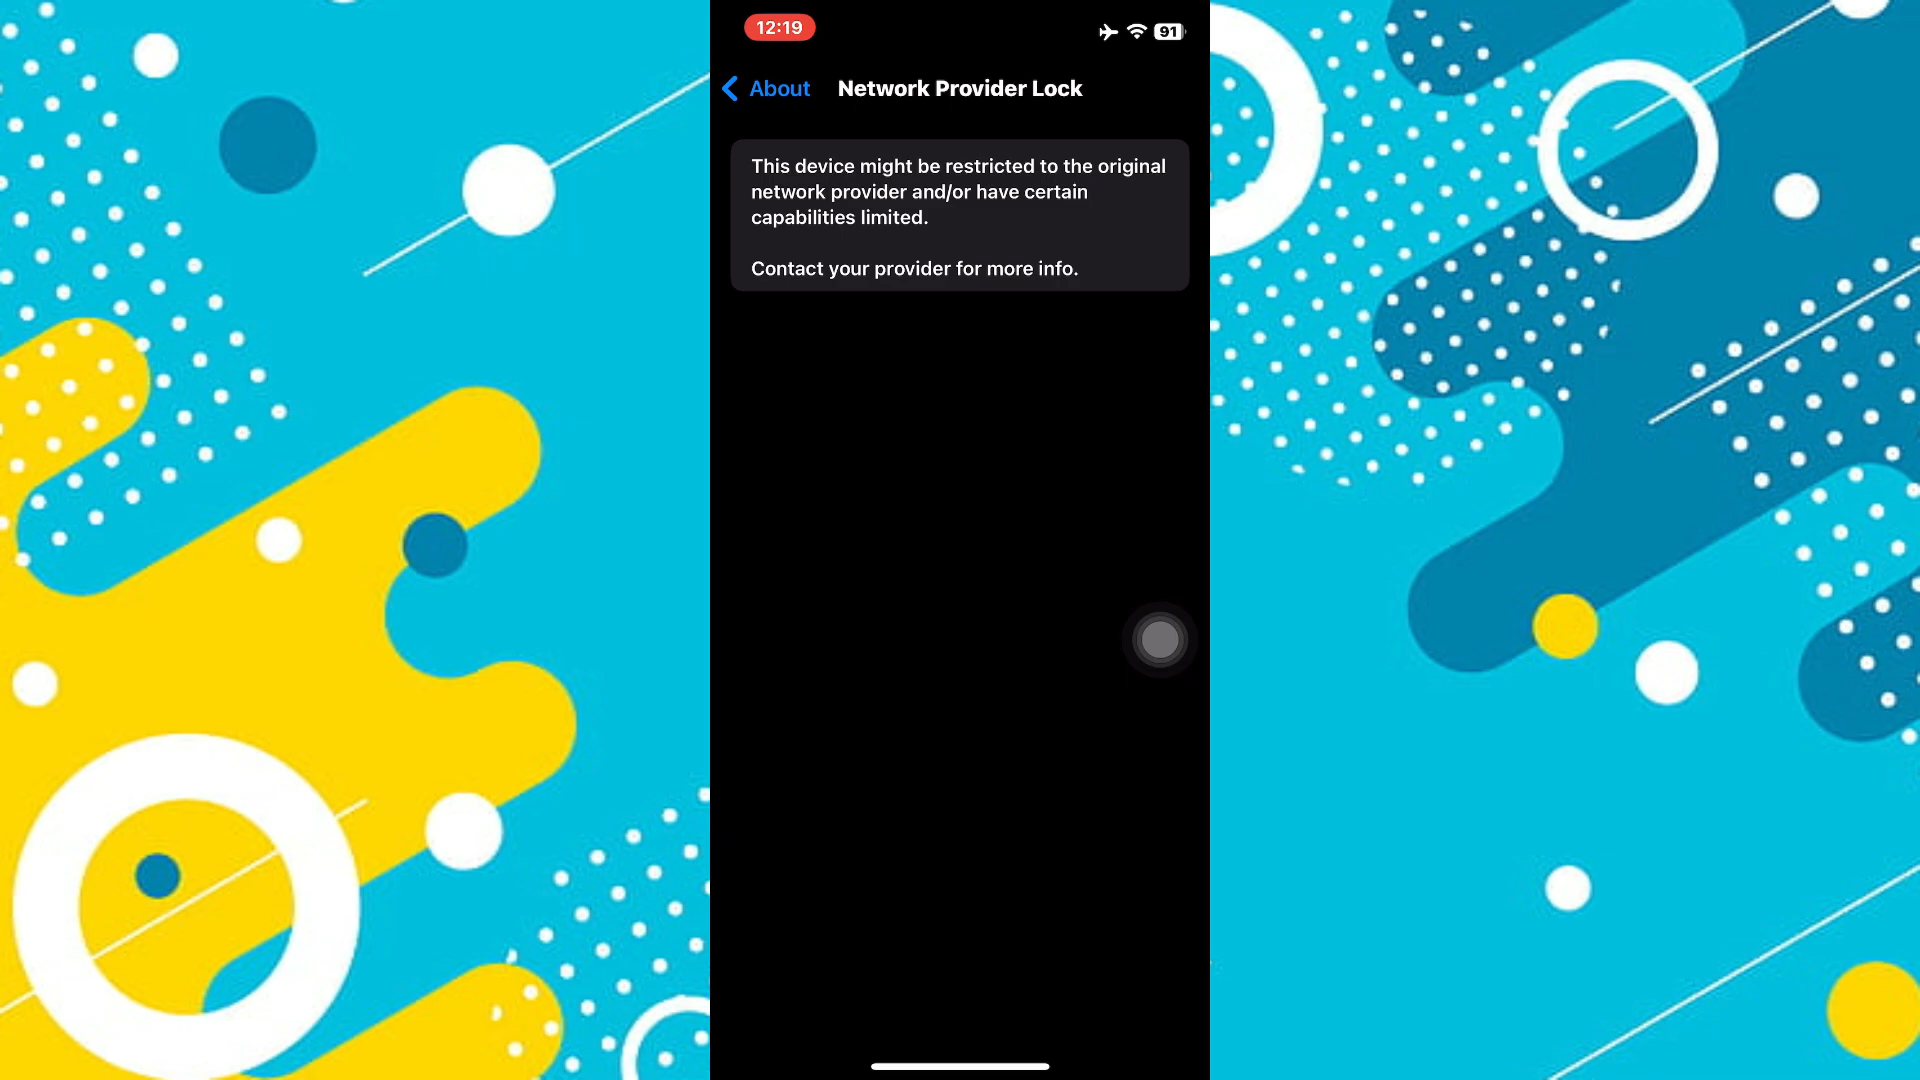 12:19
91
About
Network Provider Lock
This device might be restricted to the original
network provider and/or have certain
capabilities limited.
Contact your provider for more info.